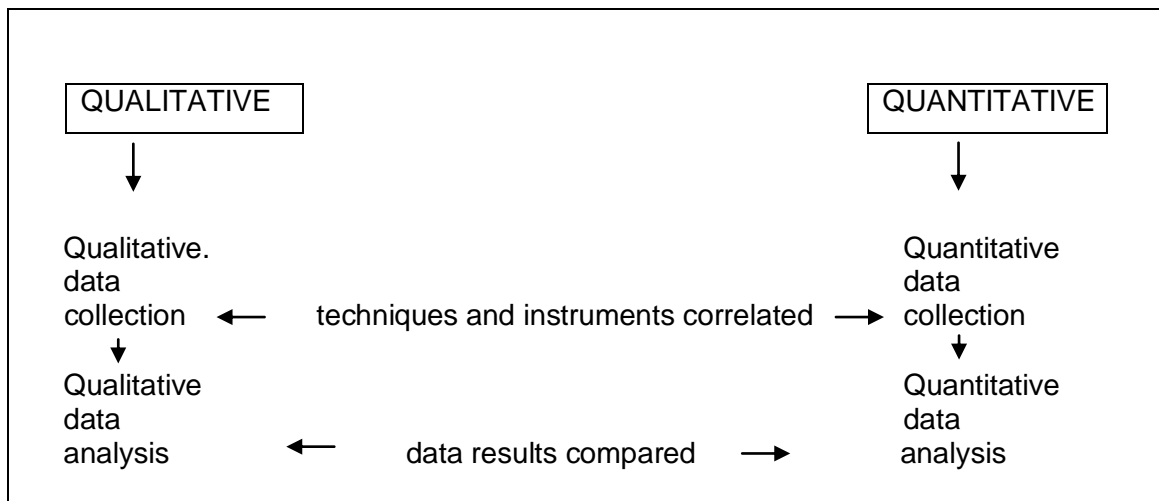 QUALITATIVE
QUANTITATIVE
Qualitative.
data
collection
techniques and instruments correlated
Quantitative
data
collection
Qualitative
data
analysis
data results compared
Quantitative
data
analysis